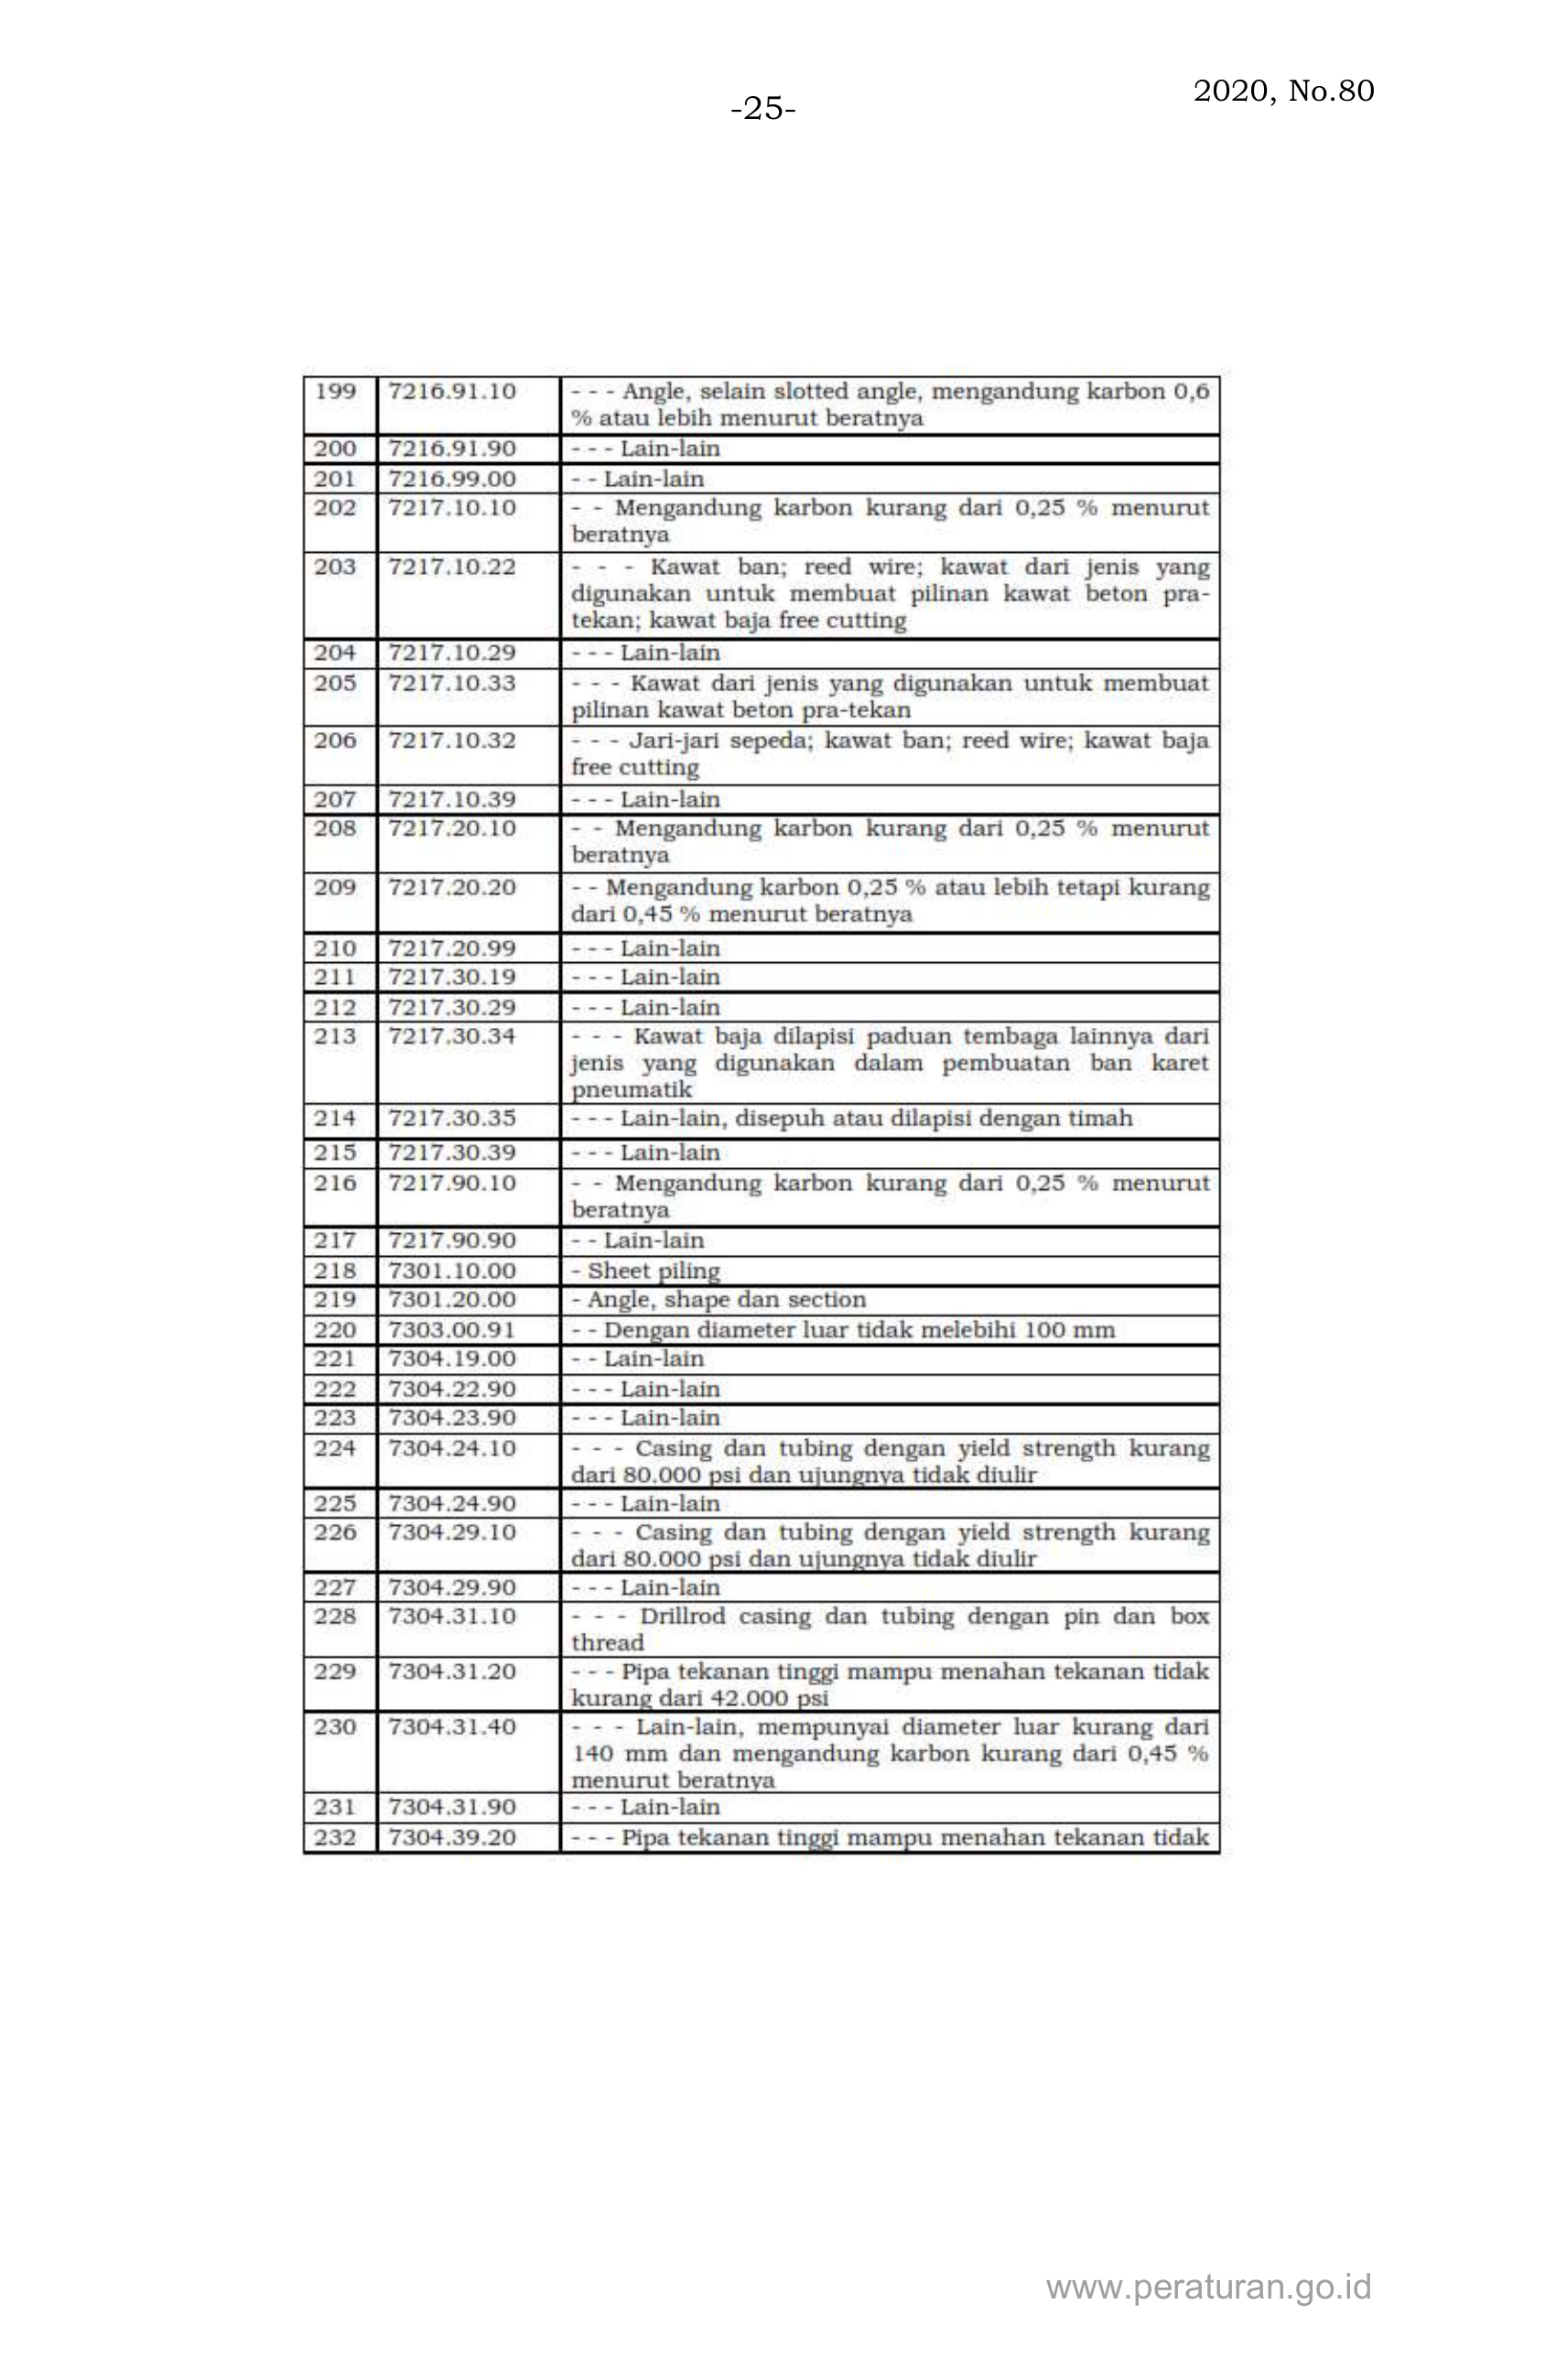 2020, No.80
-25-
199 7216.91.10 - - - Angle, selain slotted angle, mengandung karbon 0,6
% atau lebih menurut beratnya
200 7216.91.90 - - - Lain-lain
201 7216.99.00 - - Lain-lain
202 7217.10.10 - - Mengandung karbon kurang dari 0,25 % menurut
beratnya
203 7217.10.22 - - - Kawat ban; reed wire; kawat dari jenis yang
digunakan untuk membuat pilinan kawat beton pra-
tekan; kawat baja free cutting
204 7217.10.29 - - - Lain-lain
205 7217.10.33 - - - Kawat dari jenis yang digunakan untuk membuat
pilinan kawat beton pra-tekan
206 7217.10.32 - - - Jari-jari sepeda; kawat ban; reed wire; kawat baja
free cutting
207 7217.10.39 - - - Lain-lain
208 7217.20.10 - - Mengandung karbon kurang dari 0,25 % menurut
beratnya
209 7217.20.20 - - Mengandung karbon 0,25 % atau lebih tetapi kurang
dari 0,45 % menurut beratnya
210 7217.20.99 - - - Lain-lain
211 7217.30.19 - - - Lain-lain
212 7217.30.29 - - - Lain-lain
213 7217.30.34 - - - Kawat baja dilapisi paduan tembaga lainnya dari
jenis yang digunakan dalam pembuatan ban karet
pneumatik
214 7217.30.35 - - - Lain-lain, disepuh atau dilapisi dengan timah
215 7217.30.39 - - - Lain-lain
216 7217.90.10 - - Mengandung karbon kurang dari 0,25 % menurut
beratnya
217 7217.90.90 - - Lain-lain
218 7301.10.00 - Sheet piling
219 7301.20.00 - Angle, shape dan section
220 7303.00.91 - - Dengan diameter luar tidak melebihi 100 mm
221 7304.19.00 - - Lain-lain
222 7304.22.90 - - - Lain-lain
223 7304.23.90 - - - Lain-lain
224 7304.24.10 - - - Casing dan tubing dengan yield strength kurang
dari 80.000 psi dan ujungnya tidak diulir
225 7304.24.90 - - - Lain-lain
226 7304.29.10 - - - Casing dan tubing dengan yield strength kurang
dari 80.000 psi dan ujungnya tidak diulir
227 7304.29.90 - - - Lain-lain
228 7304.31.10 - - - Drillrod casing dan tubing dengan pin dan box
thread
229 7304.31.20 - - - Pipa tekanan tinggi mampu menahan tekanan tidak
kurang dari 42.000 psi
230 7304.31.40 - - - Lain-lain, mempunyai diameter luar kurang dari
140 mm dan mengandung karbon kurang dari 0,45 %
menurut beratnya
231 7304.31.90 - - - Lain-lain
232 7304.39.20 - - - Pipa tekanan tinggi mampu menahan tekanan tidak
www.peraturan.go.id